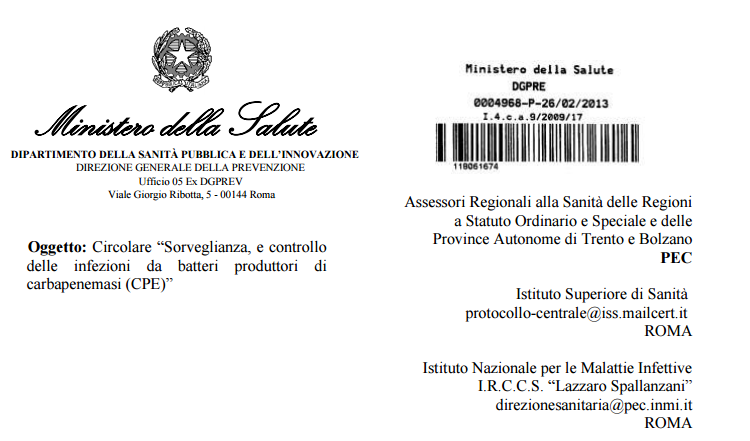 Ministero della Salute
DIPARTIMENTO DELLA SANITÀ PUBBLICA E DELL'INNOVAZIONE
DIREZIONE GENERALE DELLA PREVENZIONE
Ufficio 05 Ex DGPREV
Viale Giorgio Ribotta, 5 - 00144 Roma
Oggetto: Circolare “Sorveglianza, e controllo
delle infezioni da batteri produttori di
carbapenemasi (CPE)”
Ministero della Salute
DGPRE
0004968-P-26/02/2013
I.4.c.a.9/2009/17
118061674
Assessori Regionali alla Sanità delle Regioni
a Statuto Ordinario e Speciale e delle
Province Autonome di Trento e Bolzano
PEC
Istituto Superiore di Sanità
protocollo-centrale@iss.mailcert.it
ROMA
Istituto Nazionale per le Malattie Infettive
I.R.C.C.S. “Lazzaro Spallanzani”
direzionesanitaria@pec.inmi.it
ROMA